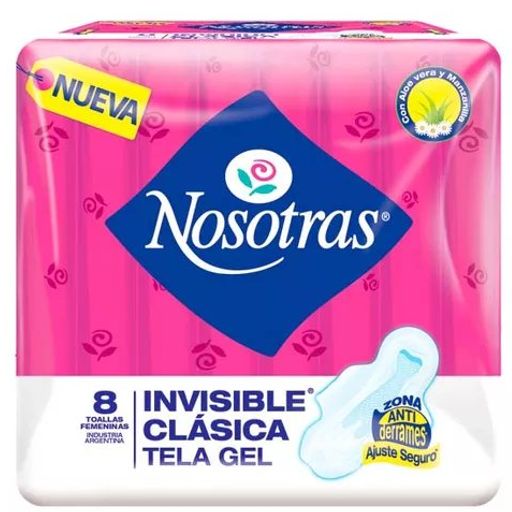 NUEVA
Con Aloe vera y Manzanilla
Nosotras®
8
TOALLAS
FEMENINAS
INDUSTRIA
ARGENTINA
INVISIBLE®
CLÁSICA
TELA GEL
ZONA
ANTI
derrames
Ajuste Seguro